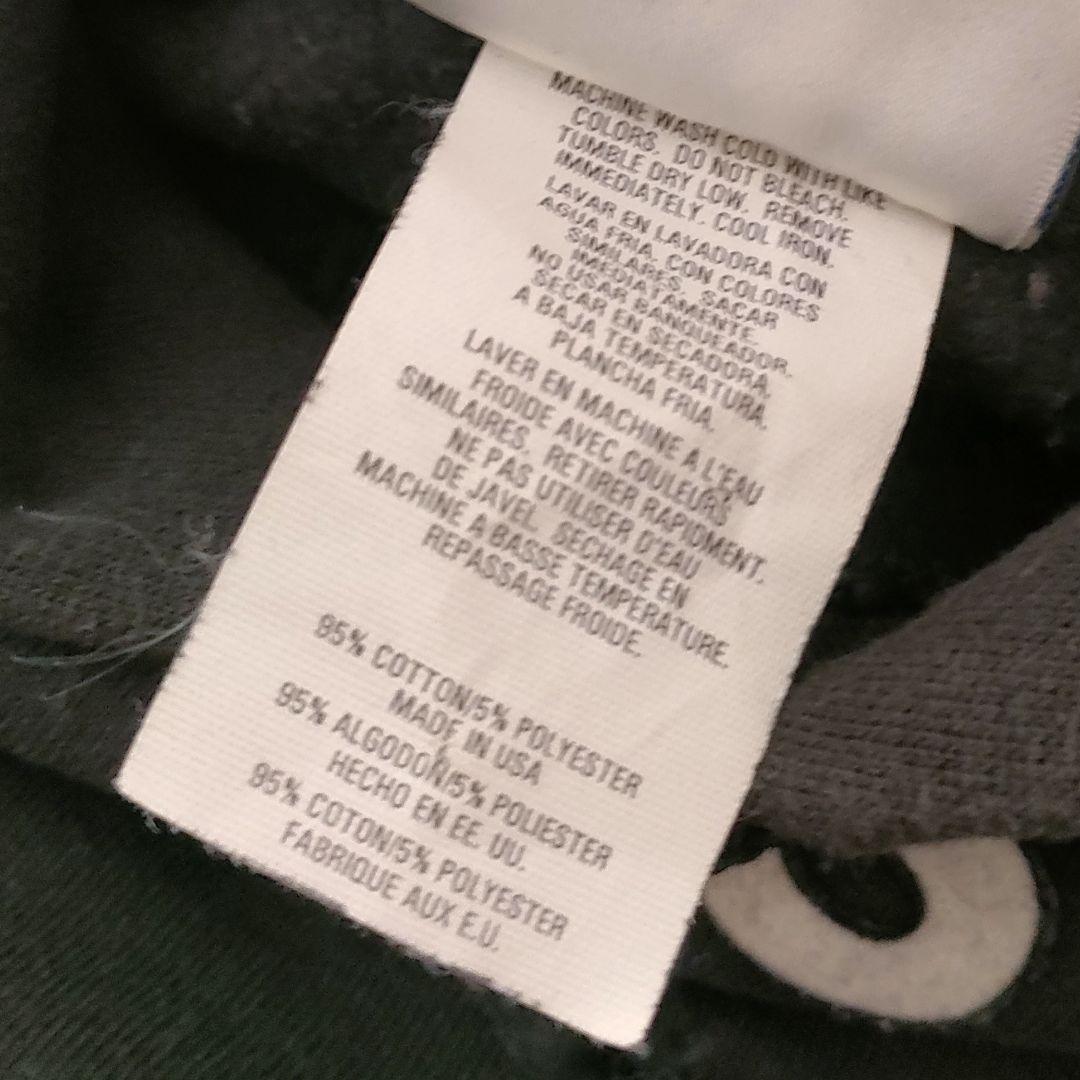 MACHINE WASH COLD WITH LIKE
COLORS. DO NOT BLEACH.
TUMBLE DRY LOW. REMOVE
IMMEDIATELY. COOL IRON.
LAVAR EN LAVADORA CON
AGUA FRIA, CON COLORES
SIMILARES. SACAR
IMEDIATAMENTE.
NO USAR BANQUEADOR.
SECAR EN SECADORA,
A BAJA TEMPERATURA.
PLANCHA FRIA.
LAVER EN MACHINE A L'EAU
FROIDE AVEC COULEURS
SIMILAIRES. RETIRER RAPIDMENT.
NE PAS UTILISER D'EAU
DE JAVEL. SECHAGE EN
MACHINE A BASSE TEMPERATURE.
REPASSAGE FROIDE.
95% COTTON/5% POLYESTER
MADE IN USA
95% ALGODON/5% POLIESTER
HECHO EN EE. UU.
95% COTON/5% POLYESTER
FABRIQUE AUX E.U.